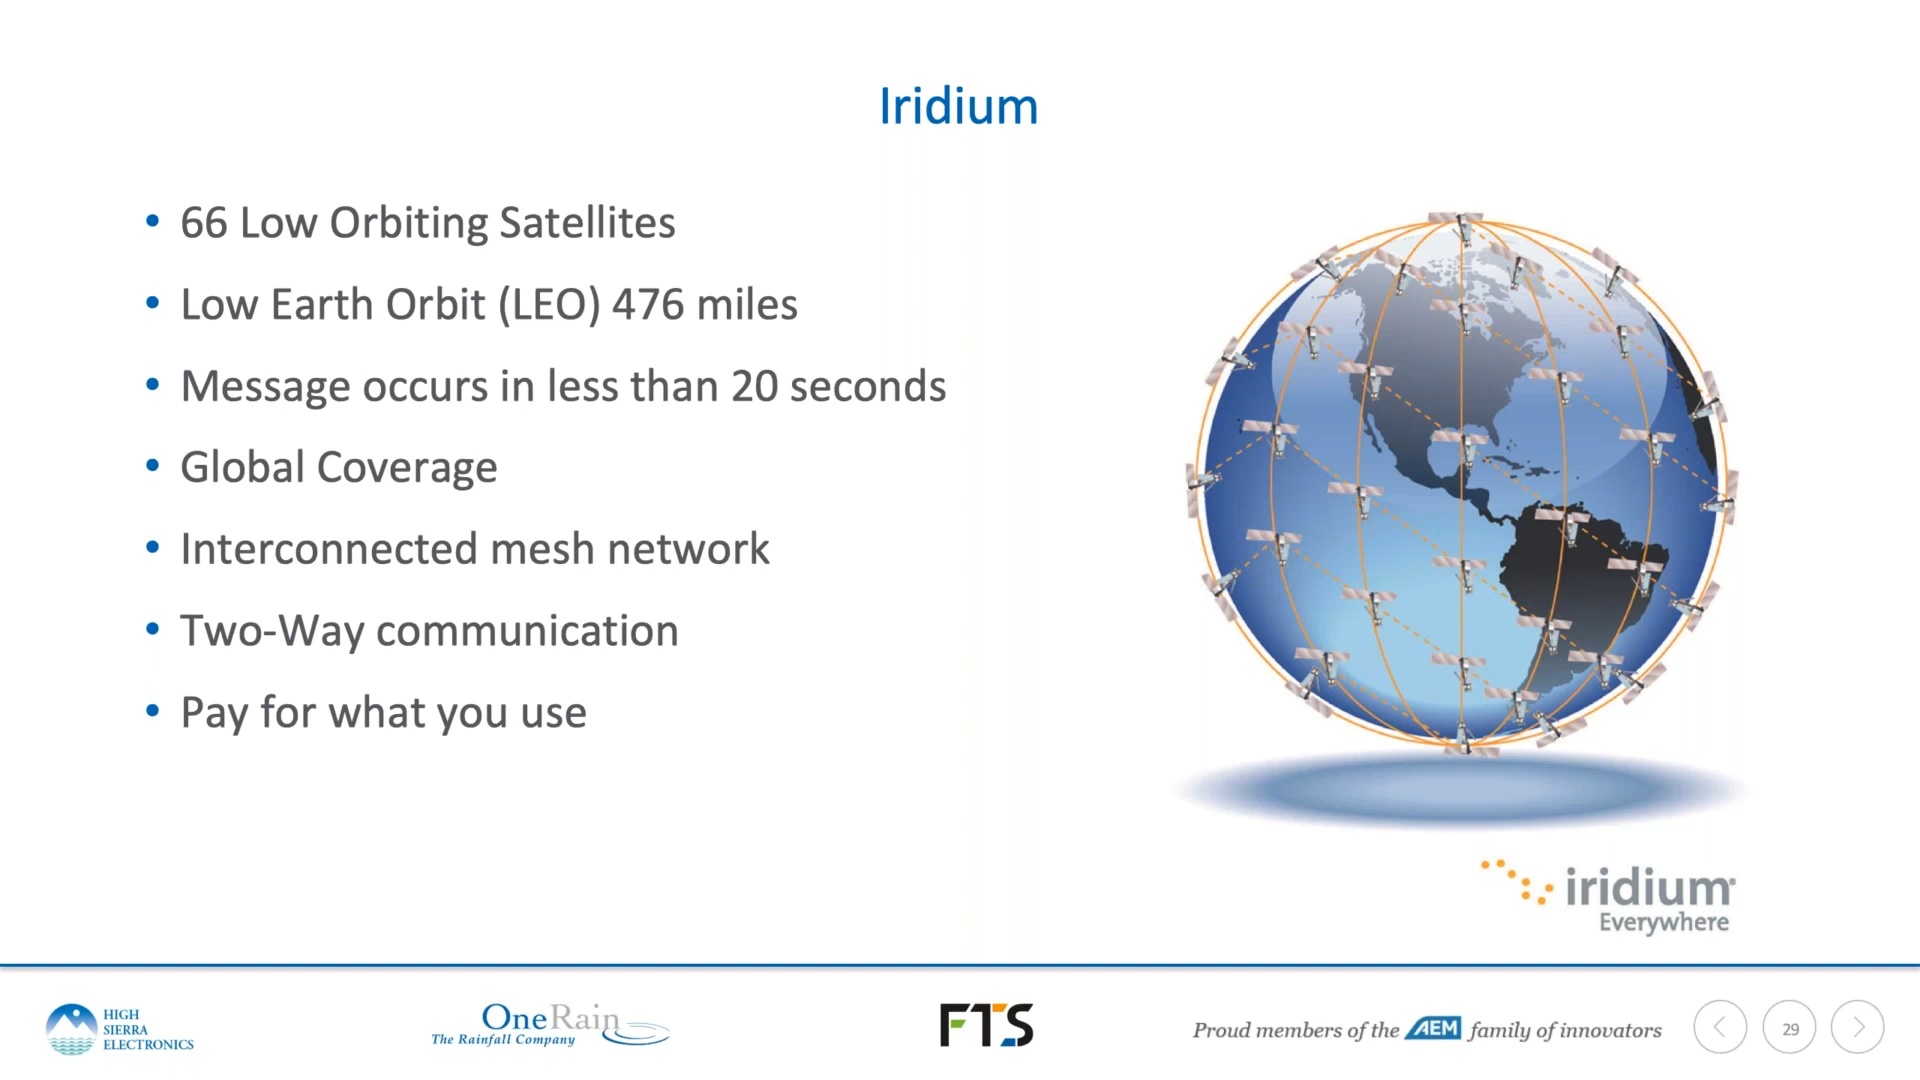 Iridium
• 66 Low Orbiting Satellites
• Low Earth Orbit (LEO) 476 miles
• Message occurs in less than 20 seconds
• Global Coverage
• Interconnected mesh network
• Two-Way communication
• Pay for what you use
iridium
Everywhere
HIGH
SIERRA
ELECTRONICS
OneRain
The Rainfall Company
FTS
Proud members of the AEM family of innovators
29